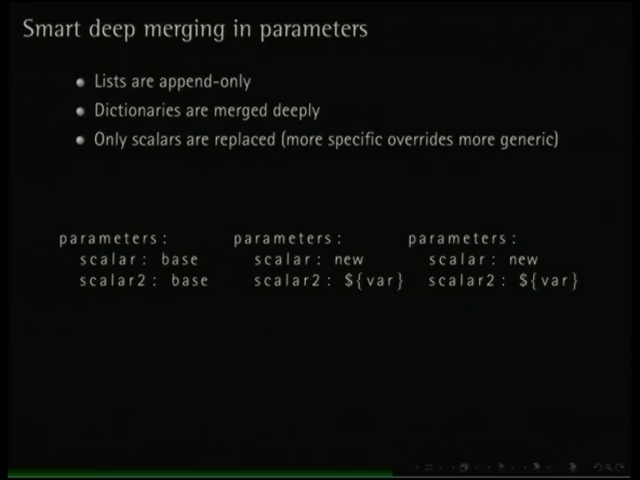 Smart deep merging in parameters
Lists are append-only
Dictionaries are merged deeply
Only scalars are replaced (more specific overrides more generic)
parameters: parameters: parameters:
scalar: base scalar: new scalar: new
scalar2: base scalar2: ${var} scalar2: ${var}